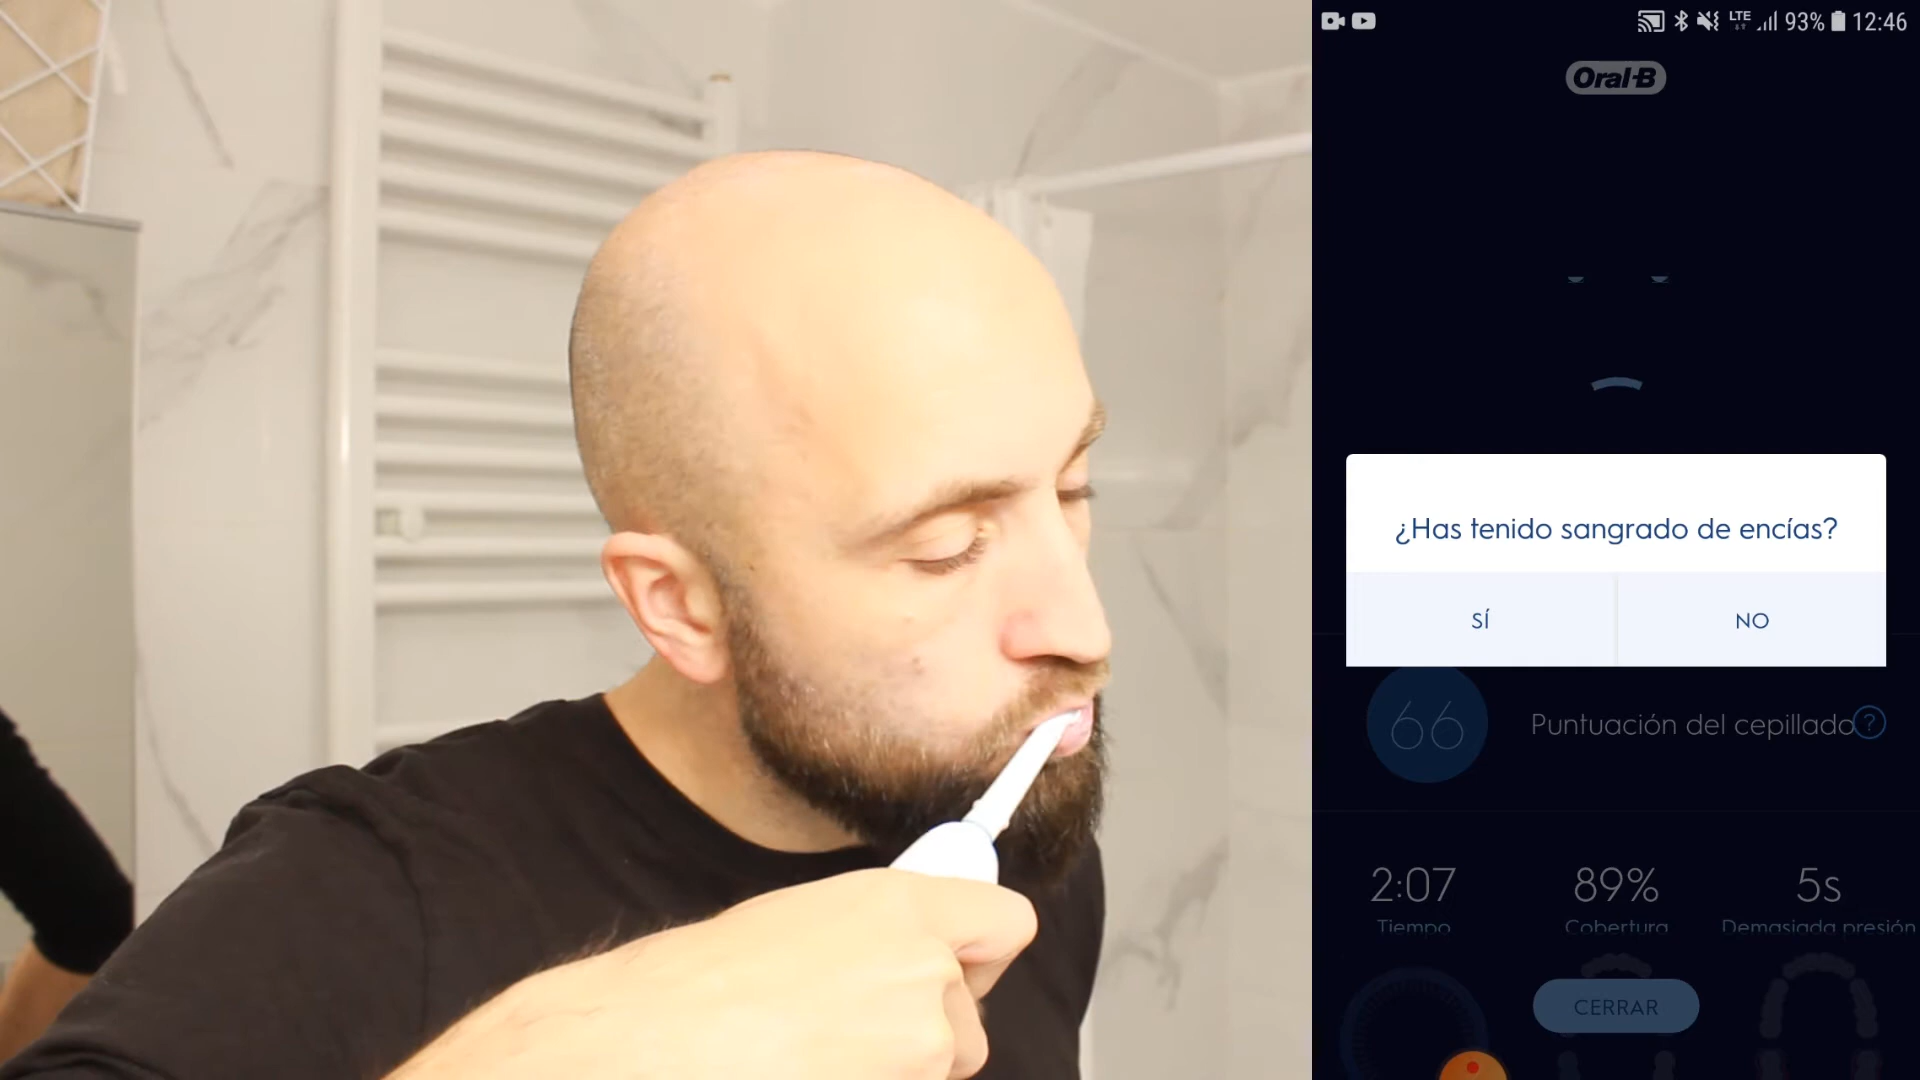 LTE 93% 12:46
Oral-B
¿Has tenido sangrado de encías?
SÍ NO
66 Puntuación del cepillado ?
2:07 89% 5s
Tiempo Cobertura Demasiada presión
CERRAR